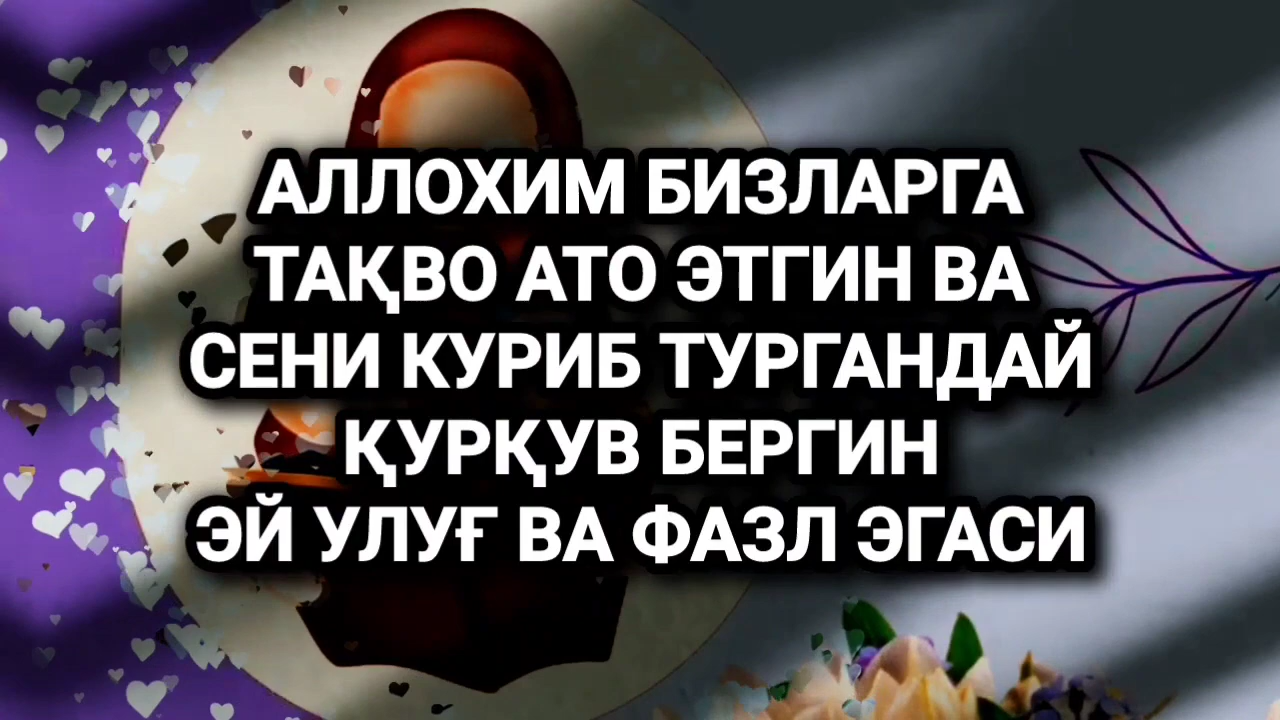 АЛЛОХИМ БИЗЛАРГА
ТАҚВО АТО ЭТГИН ВА
СЕНИ КУРИБ ТУРГАНДАЙ
ҚУРҚУВ БЕРГИН
ЭЙ УЛУҒ ВА ФАЗЛ ЭГАСИ